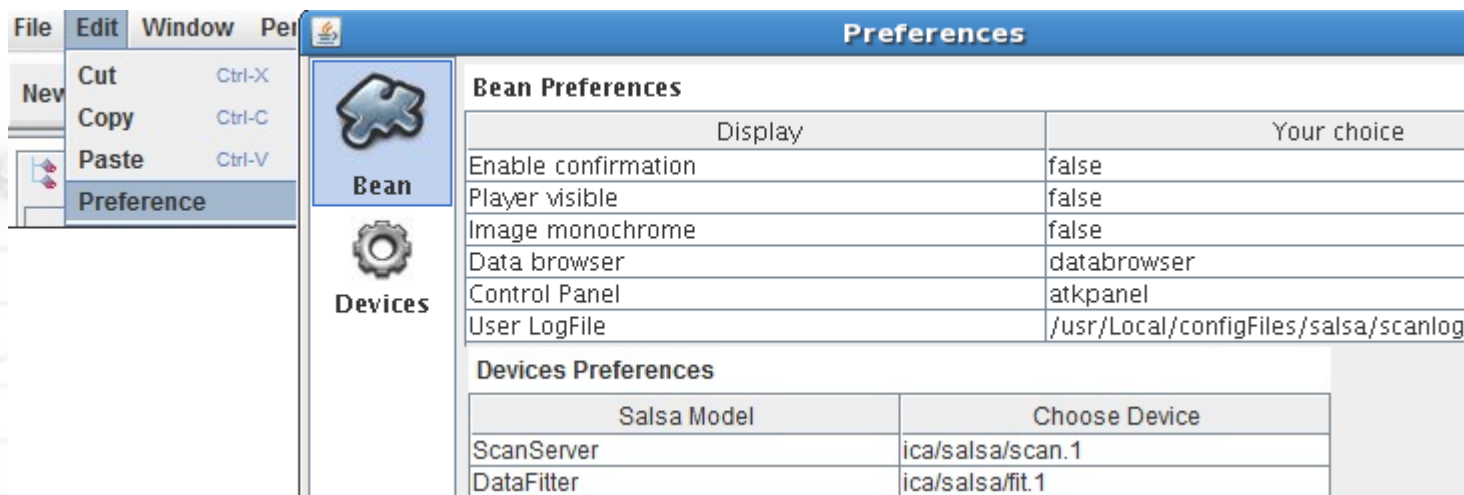 File Edit Window
Preferences
New
Cut Ctrl-X
Copy Ctrl-C
Paste Ctrl-V
Preference
Bean
Devices
Bean Preferences
Display Your choice
Enable confirmation false
Player visible false
Image monochrome false
Data browser databrowser
Control Panel atkpanel
User LogFile /usr/Local/configFiles/salsa/scanlog
Devices Preferences
Salsa Model Choose Device
ScanServer ica/salsa/scan.1
DataFitter ica/salsa/fit.1